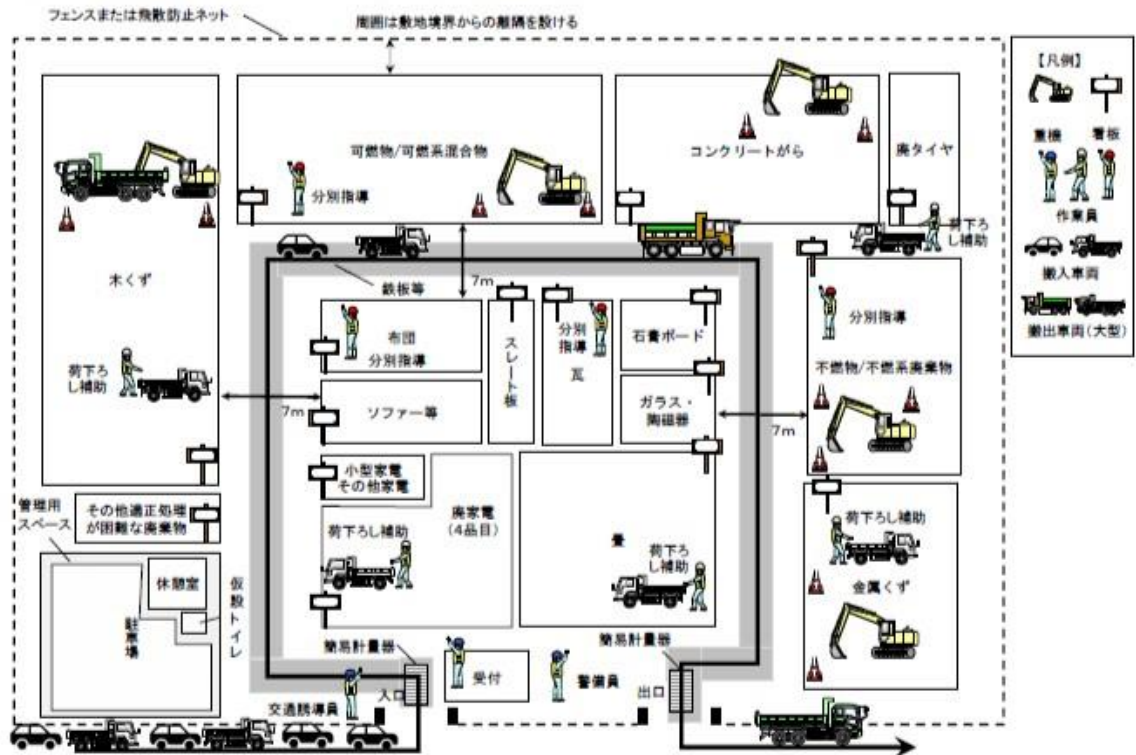 フェンスまたは飛散防止ネット
周囲は敷地境界からの離隔を設ける
【凡例】
重機
看板
作業員
搬入車両
搬出車両(大型)
可燃物/可燃系混合物
分別指導
コンクリートがら
廃タイヤ
荷下ろ
し補助
木くず
鉄板等
7m
布団
分別指導
スレート板
分別
指導
瓦
石膏ボード
分別指導
不燃物/不燃系廃棄物
荷下ろ
し補助
7m
ソファー等
ガラス・
陶磁器
7m
小型家電
その他家電
廃家電
(4品目)
管理用
スペース
その他適正処理
が困難な廃棄物
荷下ろし補助
畳
荷下ろ
し補助
荷下ろし補助
金属くず
休憩室
仮設トイレ
駐車場
簡易計量器
簡易計量器
入口
受付
警備員
出口
交通誘導員